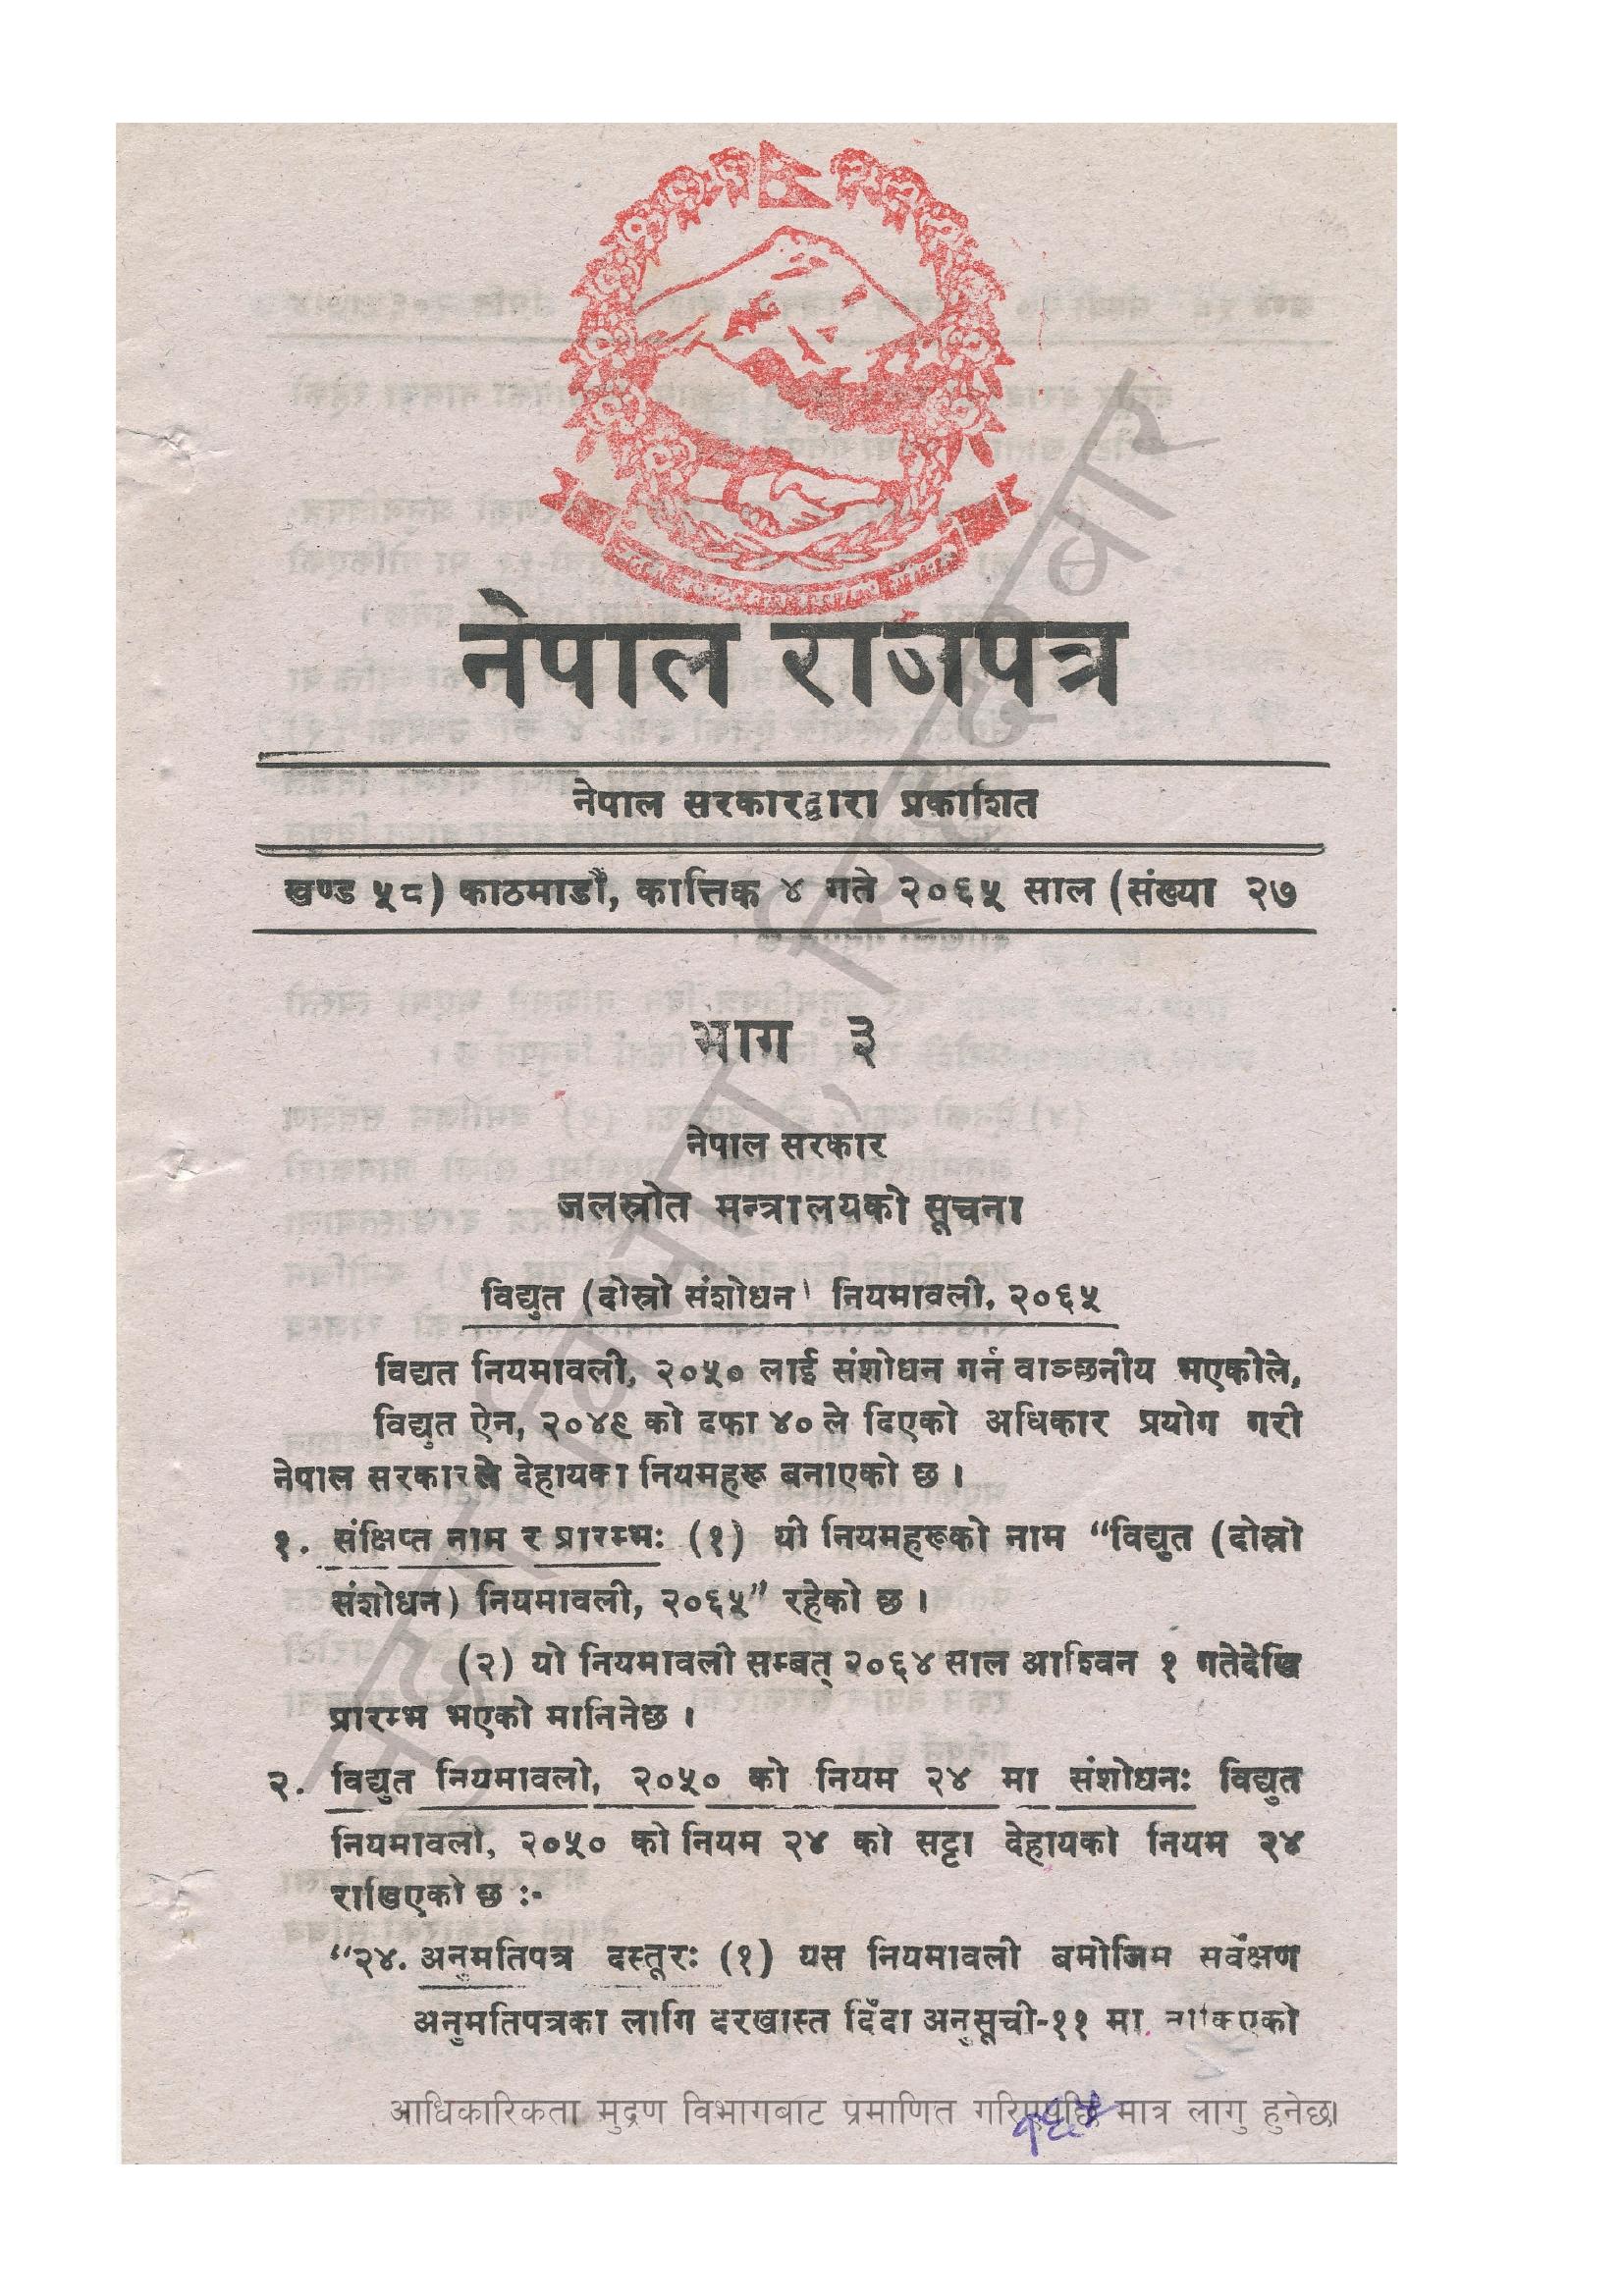 नेपाल राजपत्र
नेपाल सरकारद्वारा प्रकाशित
खण्ड ५८) काठमाडौं, कात्तिक ४ गते २०६५ साल (संख्या २७
भाग ३
नेपाल सरकार
जलस्रोत मन्त्रालयको सूचना
विद्युत (दोस्रो संशोधन) नियमावली, २०६५
विद्यत नियमावली, २०५० लाई संशोधन गर्न वाञ्छनीय भएकोले,
विद्युत ऐन, २०४९ को दफा ४० ले दिएको अधिकार प्रयोग गरी
नेपाल सरकारले देहायका नियमहरू बनाएको छ ।
१. संक्षिप्त नाम र प्रारम्भः (१) यी नियमहरूको नाम “विद्युत (दोस्रो
संशोधन) नियमावली, २०६५” रहेको छ ।
(२) यो नियमावली सम्बत् २०६४ साल आश्विन १ गतेदेखि
प्रारम्भ भएको मानिनेछ ।
२. विद्युत नियमावली, २०५० को नियम २४ मा संशोधनः विद्युत
नियमावली, २०५० को नियम २४ को सट्टा देहायको नियम २४
राखिएको छ :-
“२४. अनुमतिपत्र दस्तूरः (१) यस नियमावली बमोजिम सर्वेक्षण
अनुमतिपत्रका लागि दरखास्त दिँदा अनुसूची-११ मा
आधिकारिकता मुद्रण विभागबाट प्रमाणित गरिएपछि मात्र लागु हुनेछ।